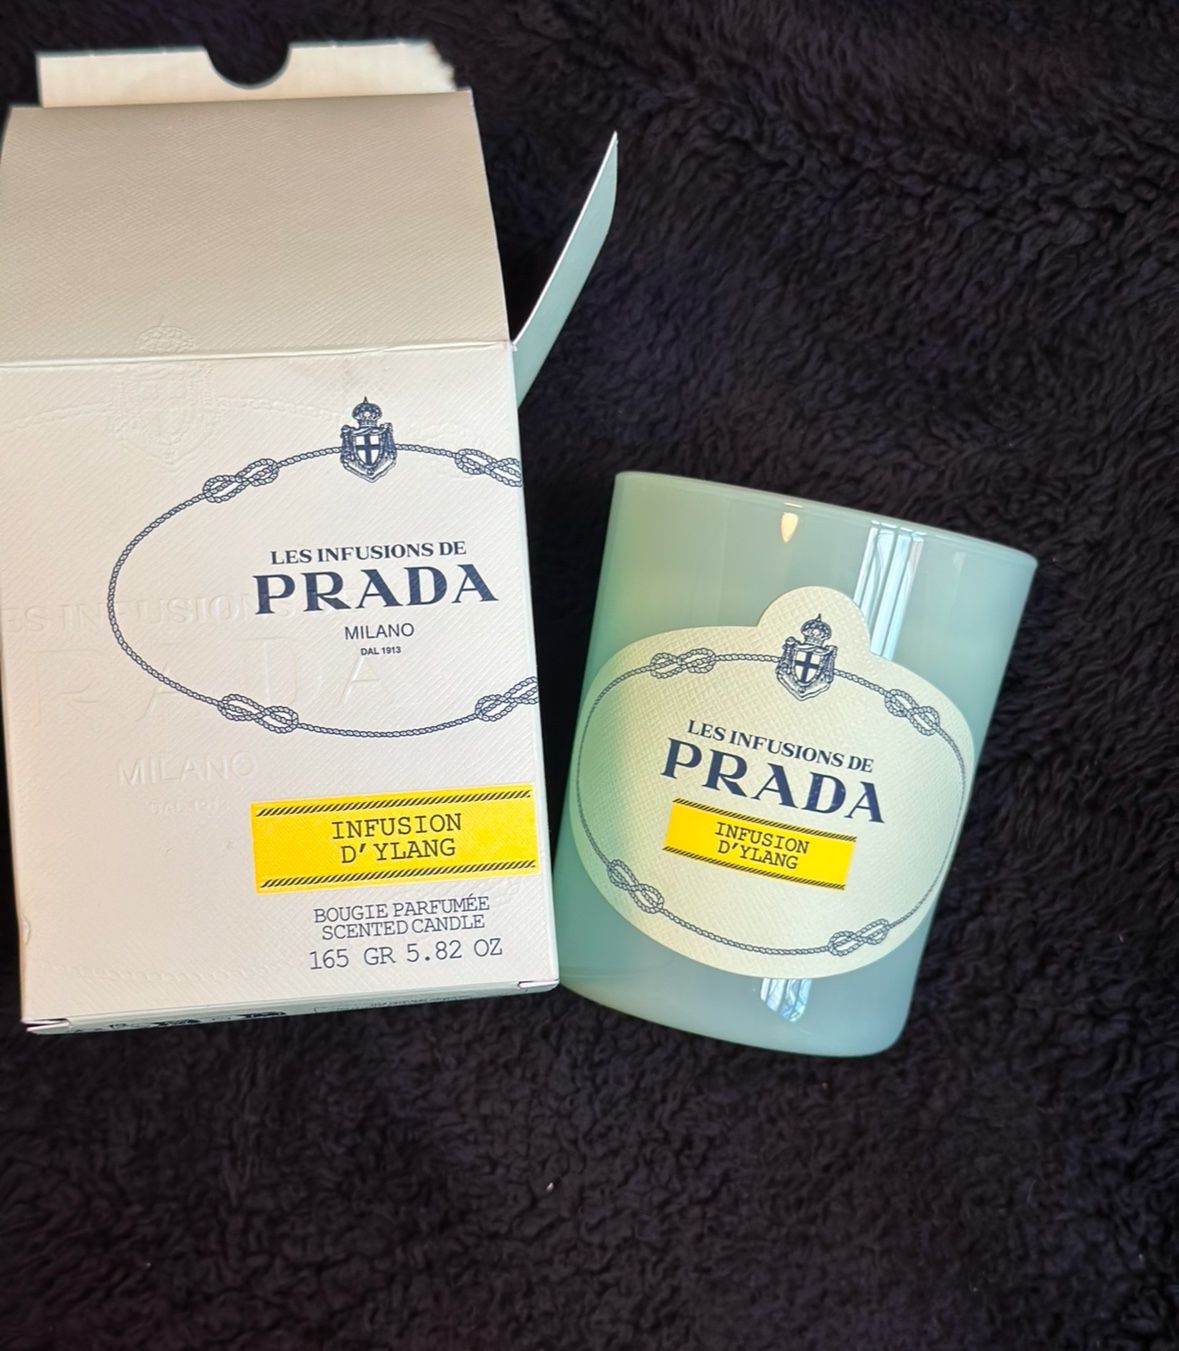 LES INFUSIONS DE
PRADA
MILANO
DAL 1913
INFUSION
D'YLANG
BOUGIE PARFUMÉE
SCENTED CANDLE
165 GR 5.82 OZ
MILANO
LES INFUSIONS DE
PRADA
INFUSION
D'YLANG